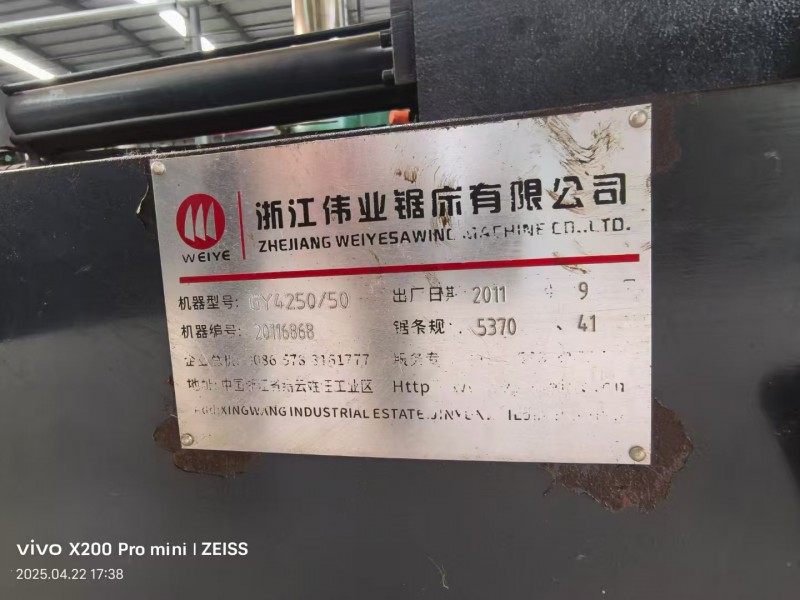 WEIYE
浙江伟业锯床有限公司
ZHEJIANG WEIYESAWING MACHINE CO.,LTD.
机器型号: GY4250/50
出厂日期 2011 9
机器编号: 20116868
锯条规: 5370 、41
企业总机: 0086 578 3161777
地址: 中国浙江省缙云 工业区
Http
XINGWANG INDUSTRIAL ESTATE
vivo X200 Pro mini | ZEISS
2025.04.22 17:38